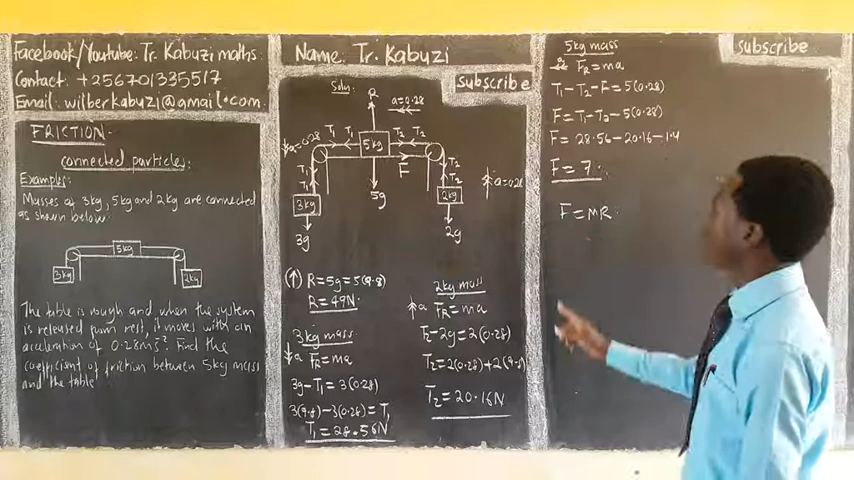 Facebook/Youtube: Tr. Kabuzi maths
Contact: +256701335517
Email: wilberkabuzi@gmail.com
FRICTION
connected particles:
Examples:
Masses of 3kg, 5kg and 2kg are connected
as shown below:
5kg
3kg
2kg
The table is rough and when the system
is released from rest, it moves with an
acceleration of 0.28ms². Find the
coefficient of friction between 5kg mass
and the table
Name: Tr. Kabuzi
subscribe
Soln:
R
a=0.28
a=0.28
T₁ T₁ 5kg T₂ T₂
F
T₁
T₂
T₁
T₂
a=0.28
3kg
5g
2kg
3g
2g
(↑) R=5g=5(9.8)
R=49N
3kg mass
↓a FR=ma
3g-T₁=3(0.28)
3(9.8)-3(0.28)=T₁
T₁=28.56N
2kg mass
↑a FR=ma
T₂-2g=2(0.28)
T₂=2(0.28)+2(9.8)
T₂=20.16N
subscribe
5kg mass
FR=ma
T₁-T₂-F=5(0.28)
F=T₁-T₂-5(0.28)
F=28.56-20.16-1.4
F=7.
F=MR